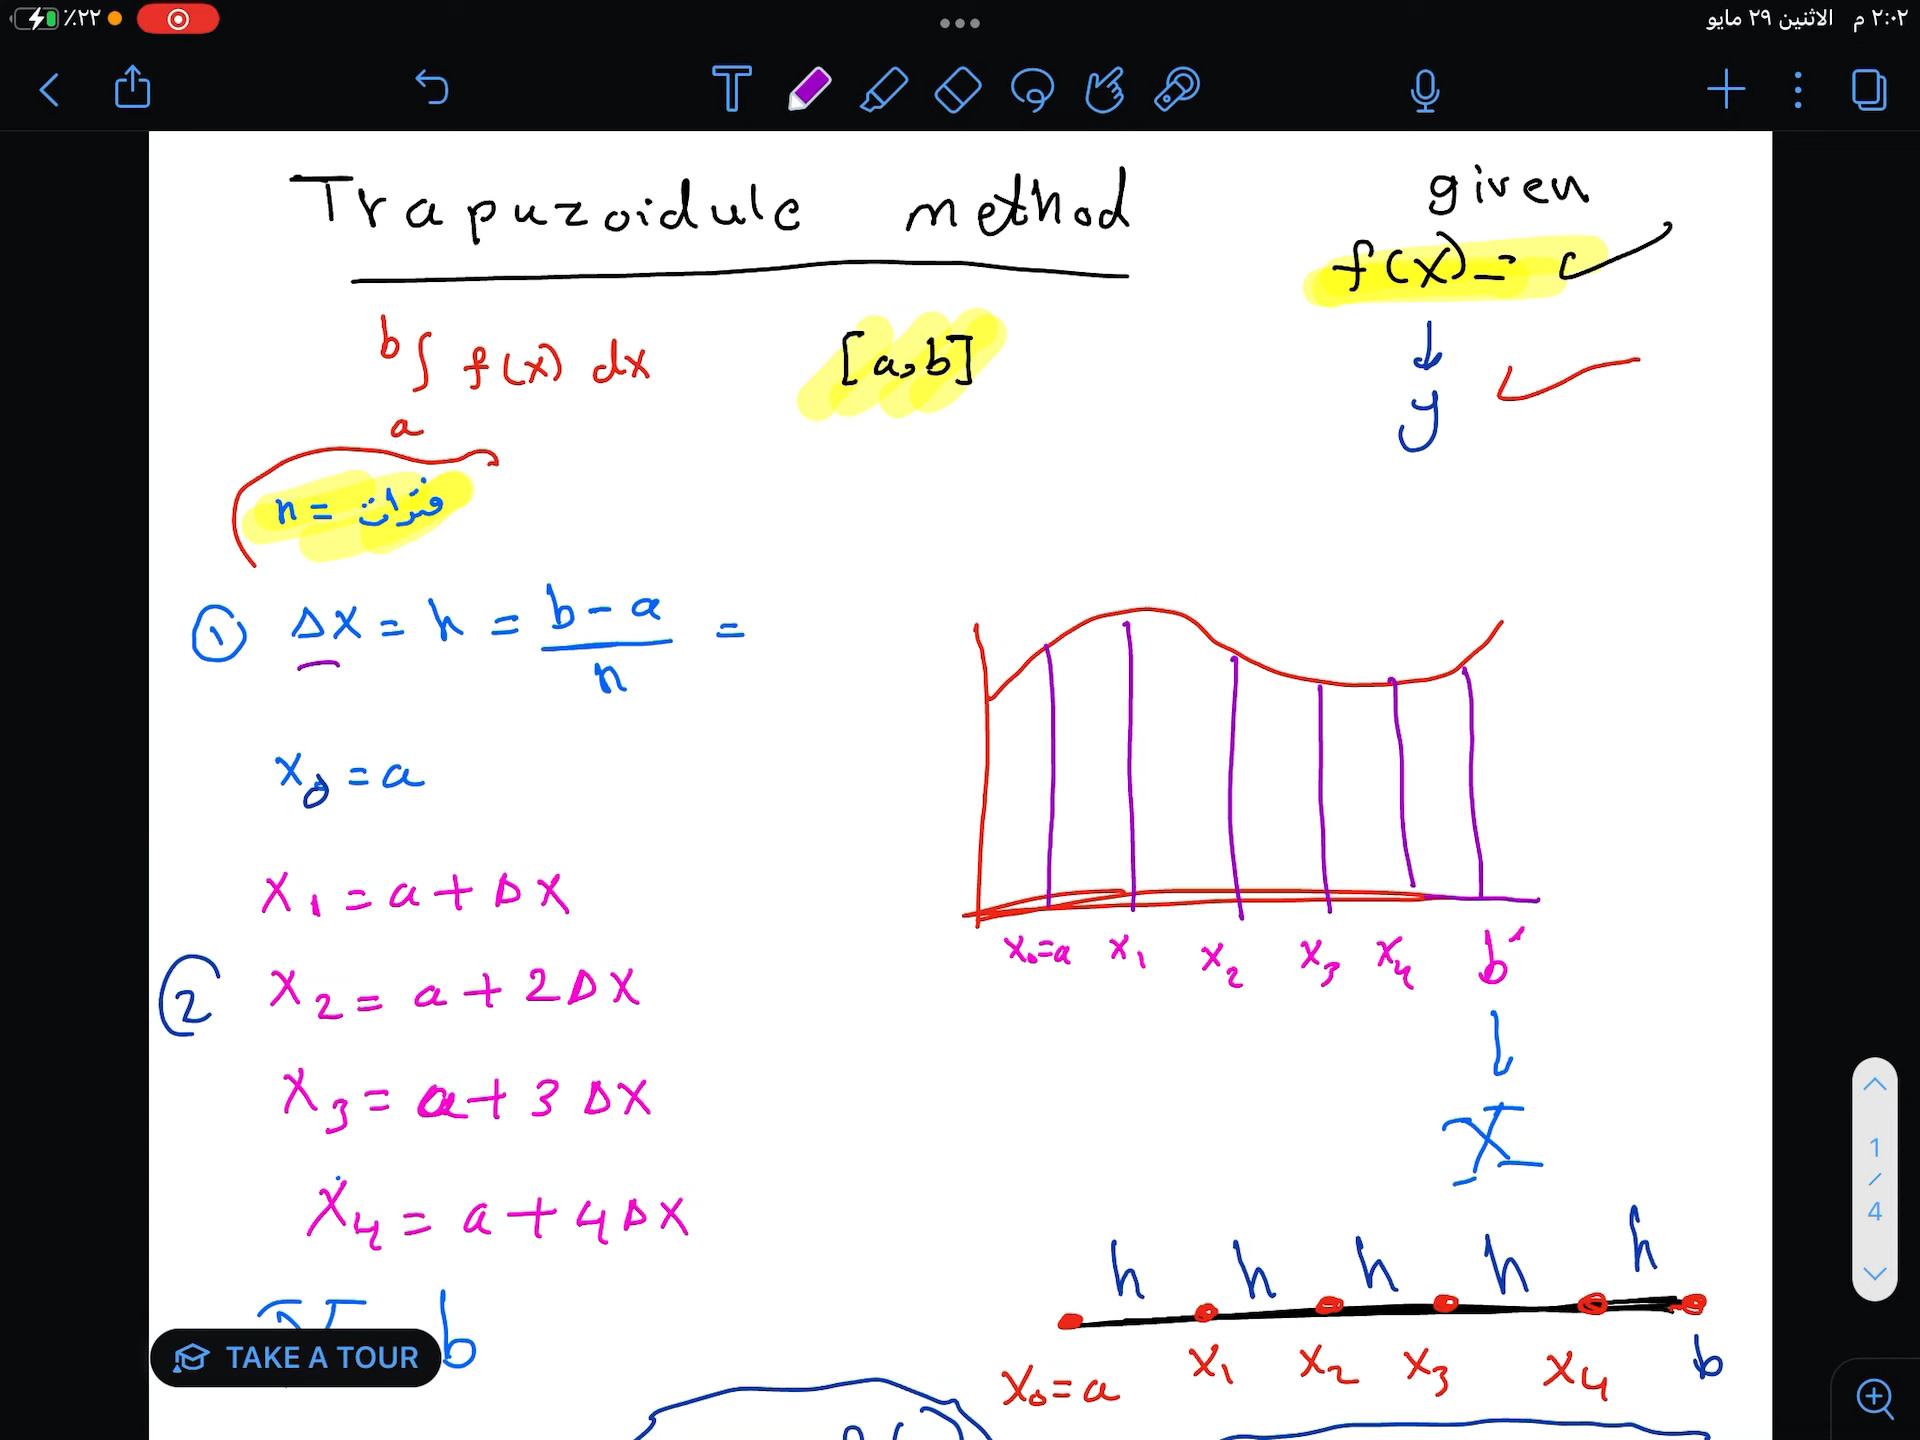 ٪٢٢
٢:٠٢ م الاثنين ٢٩ مايو
Trapuzoidule method
given
f(x) =
b∫a f(x) dx
[a,b]
y
n = فترات
① Δx = h = (b - a)/n =
x₀ = a
x₁ = a + Δx
② x₂ = a + 2Δx
x₃ = a + 3Δx
x₄ = a + 4Δx
b
x₀=a x₁ x₂ x₃ x₄ b
X
h h h h h
x₀=a x₁ x₂ x₃ x₄ b
TAKE A TOUR
1
/
4